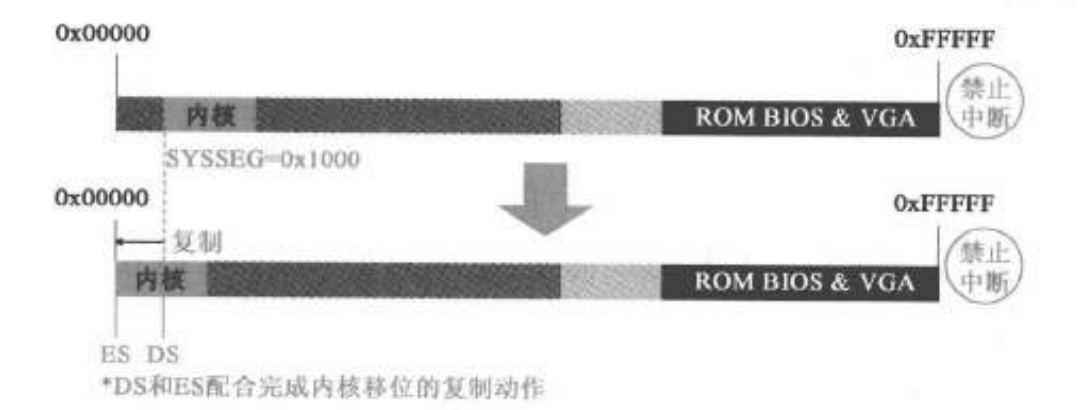 0x00000 0xFFFFF
禁止
中断
内核 ROM BIOS & VGA
SYSSEG=0x1000
0x00000 0xFFFFF
复制
禁止
中断
内核 ROM BIOS & VGA
ES DS
*DS和ES配合完成内核移位的复制动作